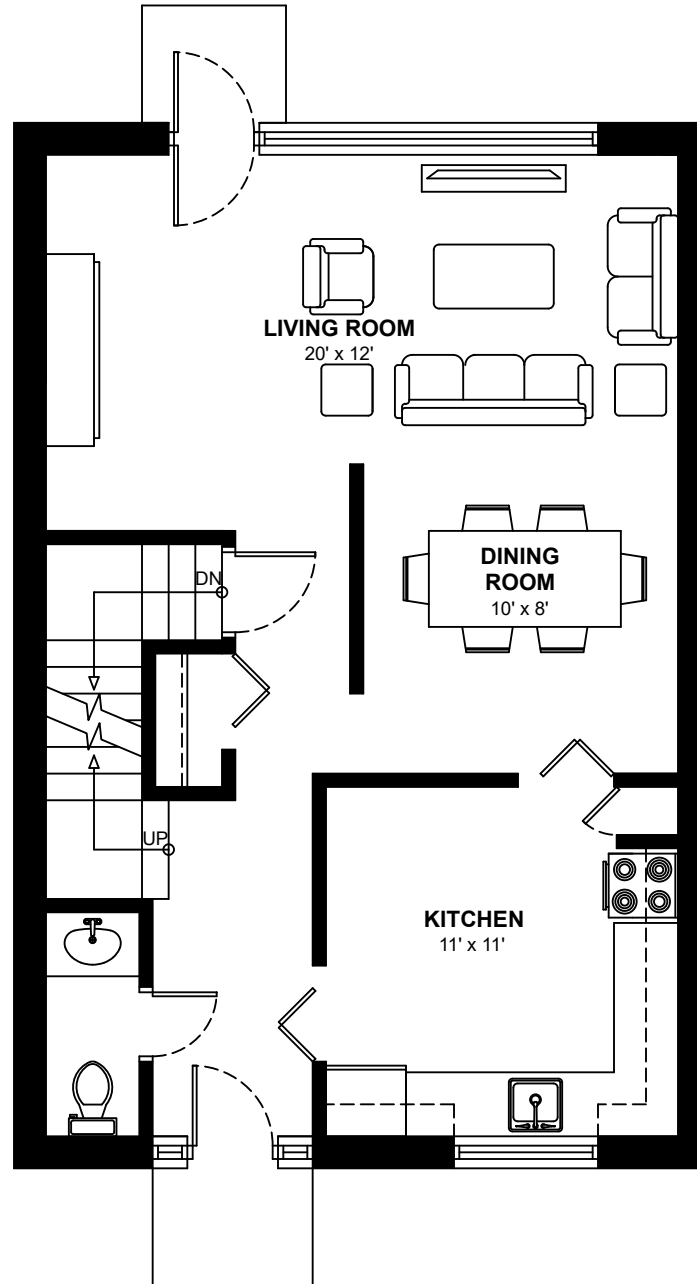 LIVING ROOM
20' x 12'
DINING
ROOM
10' x 8'
DN
UP
KITCHEN
11' x 11'